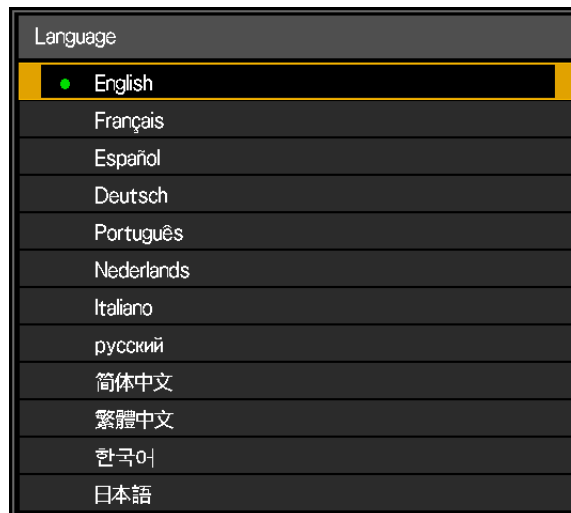 Language
English
Français
Español
Deutsch
Português
Nederlands
Italiano
русский
简体中文
繁體中文
한국어
日本語